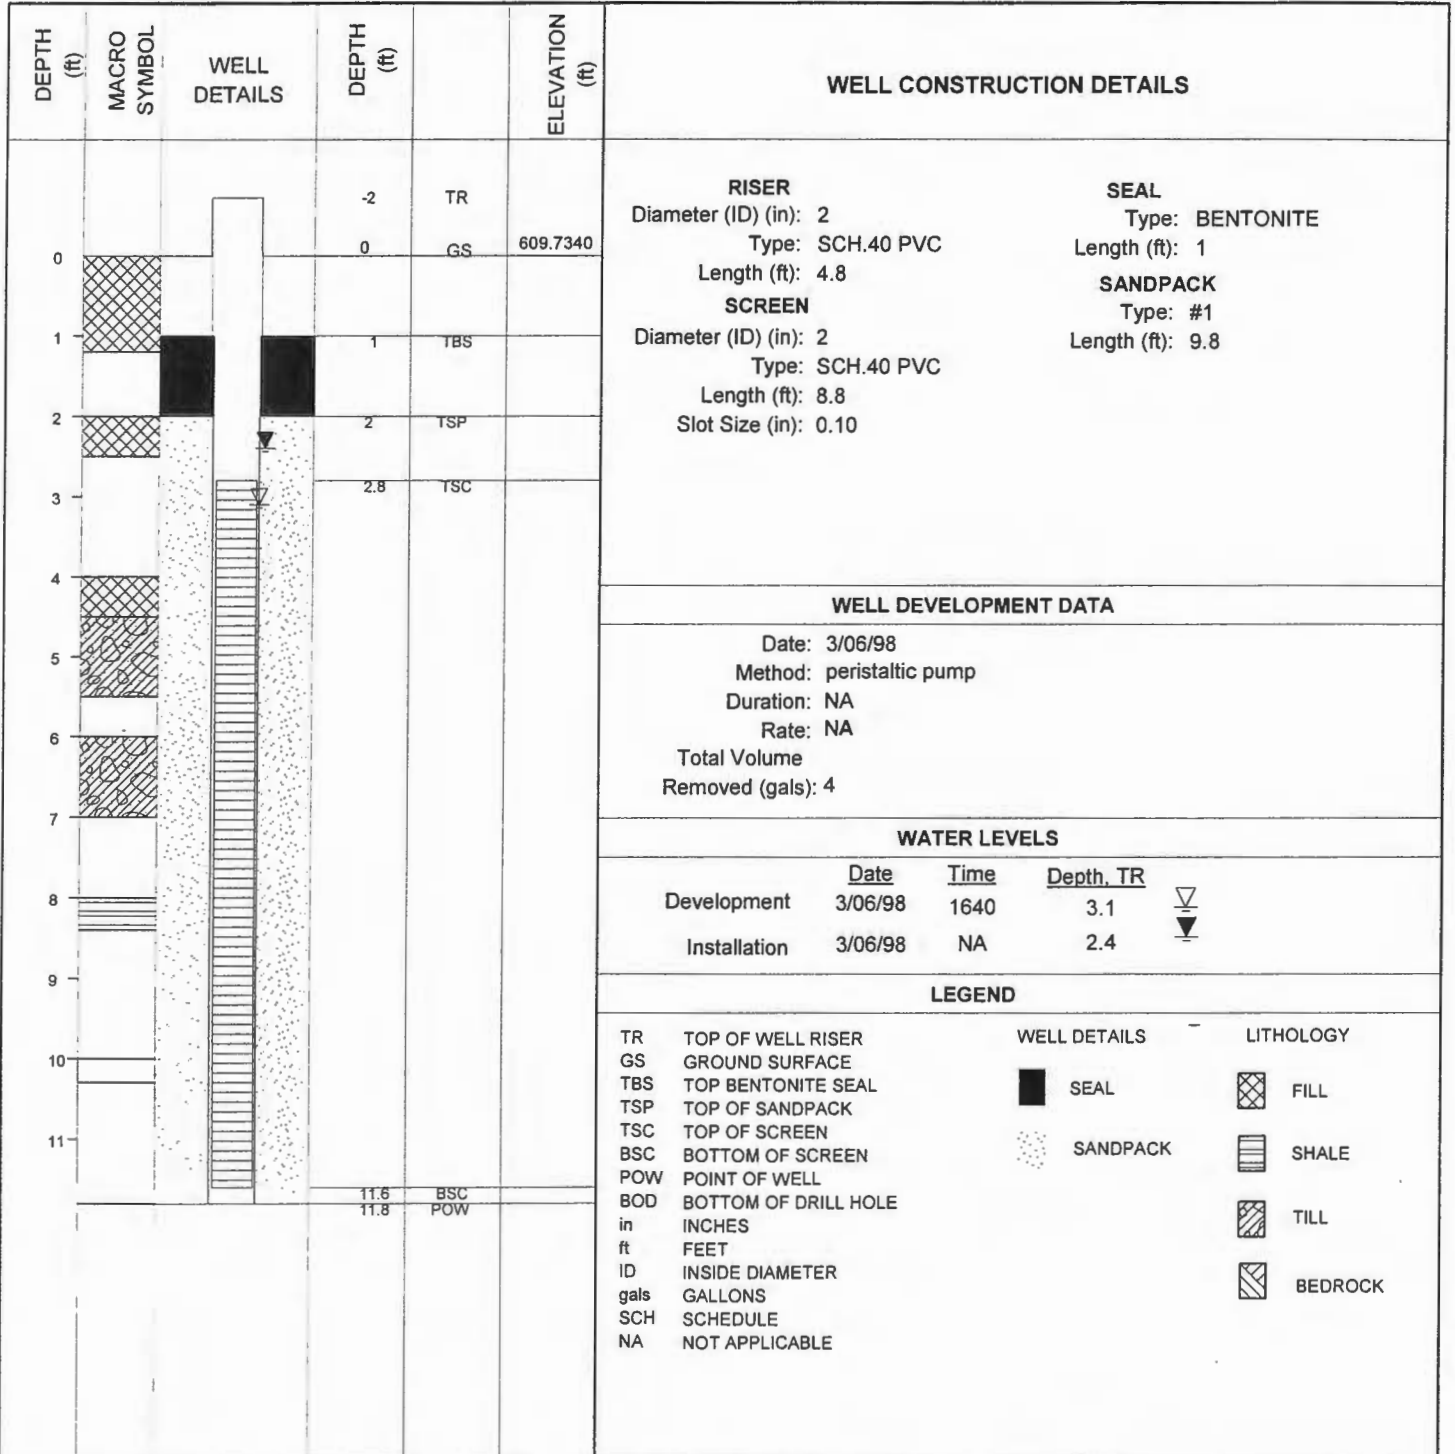 DEPTH (ft)
MACRO SYMBOL
WELL DETAILS
DEPTH (ft)
ELEVATION (ft)
-2 TR
0 GS 609.7340
1 TBS
2 TSP
2.8 TSC
11.6 BSC
11.8 POW
0
1
2
3
4
5
6
7
8
9
10
11
WELL CONSTRUCTION DETAILS
RISER
Diameter (ID) (in): 2
Type: SCH.40 PVC
Length (ft): 4.8
SCREEN
Diameter (ID) (in): 2
Type: SCH.40 PVC
Length (ft): 8.8
Slot Size (in): 0.10
SEAL
Type: BENTONITE
Length (ft): 1
SANDPACK
Type: #1
Length (ft): 9.8
WELL DEVELOPMENT DATA
Date: 3/06/98
Method: peristaltic pump
Duration: NA
Rate: NA
Total Volume
Removed (gals): 4
WATER LEVELS
Date Time Depth, TR
Development 3/06/98 1640 3.1
Installation 3/06/98 NA 2.4
LEGEND
TR TOP OF WELL RISER
GS GROUND SURFACE
TBS TOP BENTONITE SEAL
TSP TOP OF SANDPACK
TSC TOP OF SCREEN
BSC BOTTOM OF SCREEN
POW POINT OF WELL
BOD BOTTOM OF DRILL HOLE
in INCHES
ft FEET
ID INSIDE DIAMETER
gals GALLONS
SCH SCHEDULE
NA NOT APPLICABLE
WELL DETAILS
SEAL
SANDPACK
LITHOLOGY
FILL
SHALE
TILL
BEDROCK